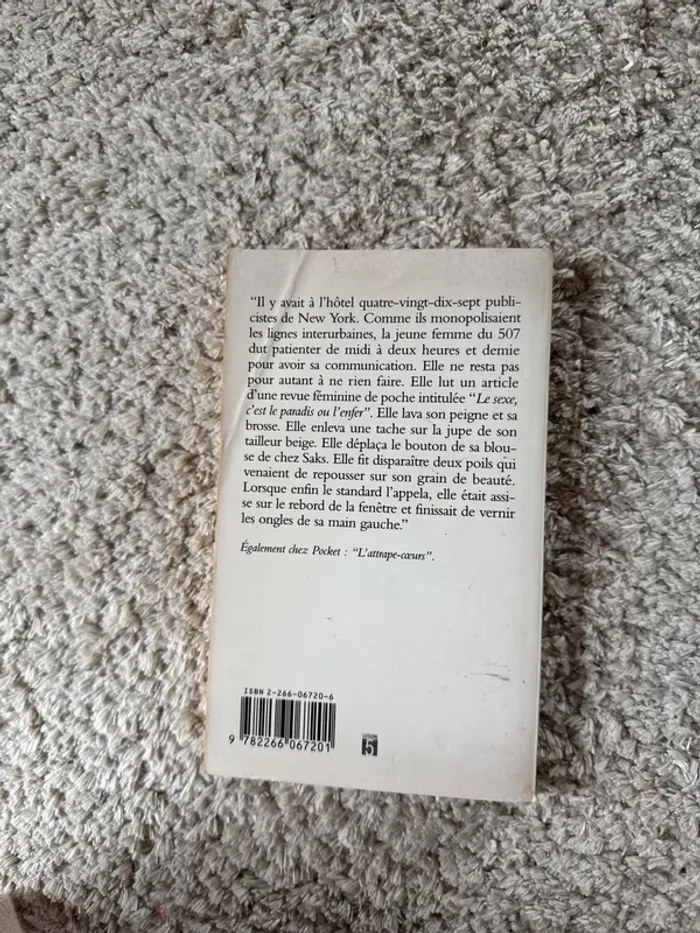 “Il y avait à l’hôtel quatre-vingt-dix-sept publi-
cistes de New York. Comme ils monopolisaient
les lignes interurbaines, la jeune femme du 507
dut patienter de midi à deux heures et demie
pour avoir sa communication. Elle ne resta pas
pour autant à ne rien faire. Elle lut un article
d’une revue féminine de poche intitulée “Le sexe,
c’est le paradis ou l’enfer”. Elle lava son peigne et sa
brosse. Elle enleva une tache sur la jupe de son
tailleur beige. Elle déplaça le bouton de sa blou-
se de chez Saks. Elle fit disparaître deux poils qui
venaient de repousser sur son grain de beauté.
Lorsque enfin le standard l’appela, elle était assi-
se sur le rebord de la fenêtre et finissait de vernir
les ongles de sa main gauche.”
Également chez Pocket : “L’attrape-cœurs”.
ISBN 2-266-06720-6
9 782266 067201
5